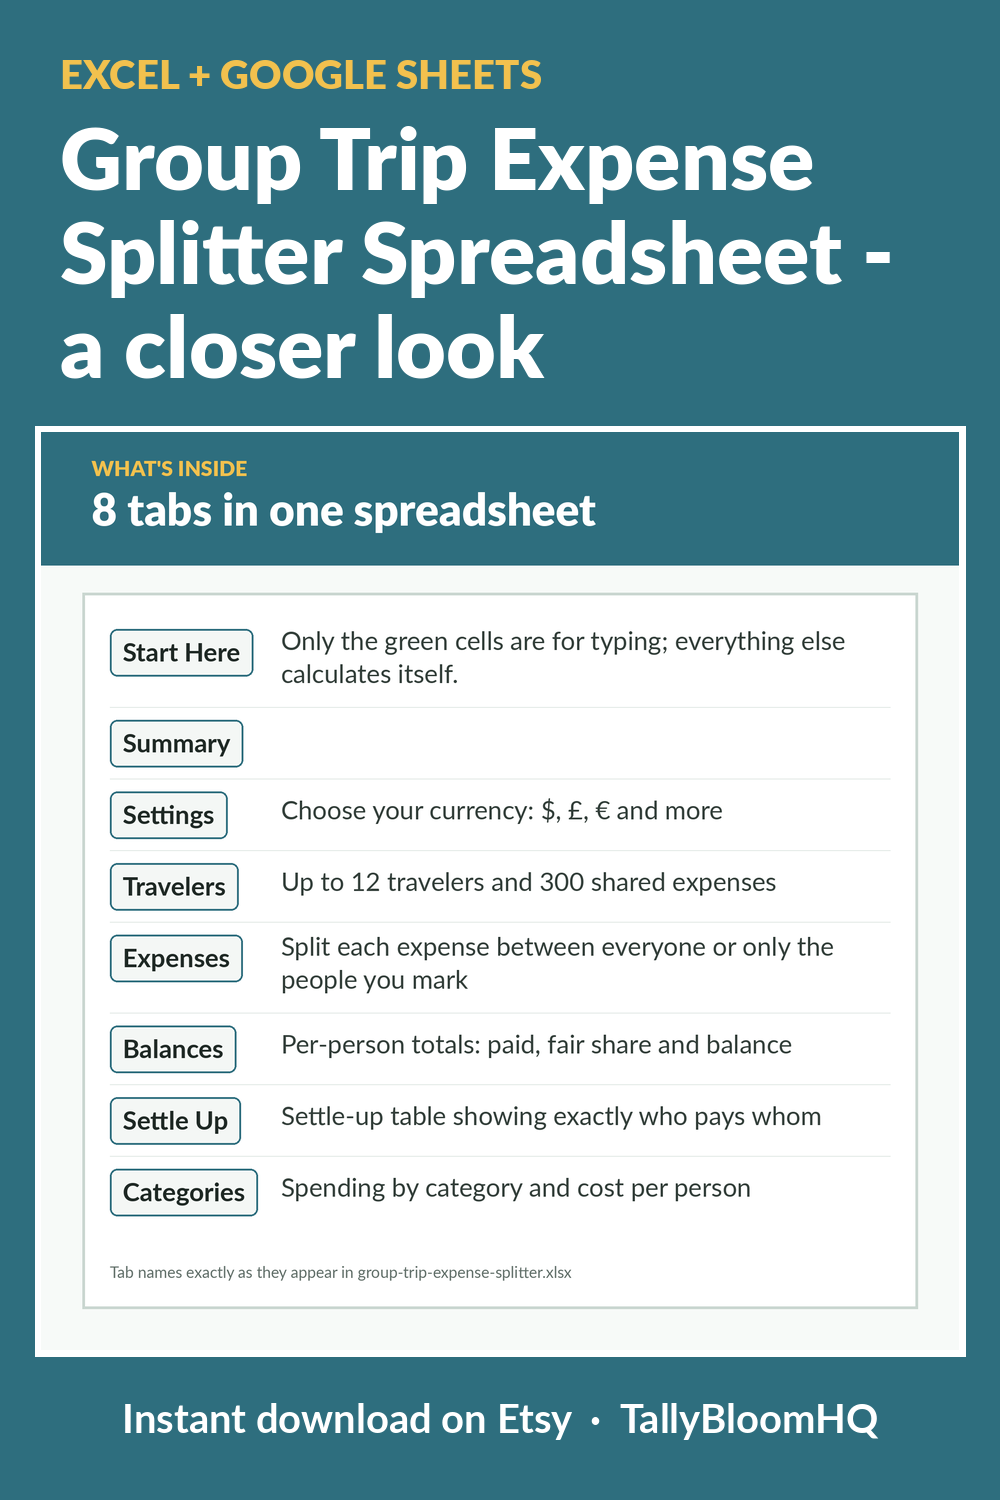 EXCEL + GOOGLE SHEETS
Group Trip Expense
Splitter Spreadsheet -
a closer look
WHAT'S INSIDE
8 tabs in one spreadsheet
Start Here
Only the green cells are for typing; everything else
calculates itself.
Summary
Settings
Choose your currency: $, £, € and more
Travelers
Up to 12 travelers and 300 shared expenses
Expenses
Split each expense between everyone or only the
people you mark
Balances
Per-person totals: paid, fair share and balance
Settle Up
Settle-up table showing exactly who pays whom
Categories
Spending by category and cost per person
Tab names exactly as they appear in group-trip-expense-splitter.xlsx
Instant download on Etsy · TallyBloomHQ